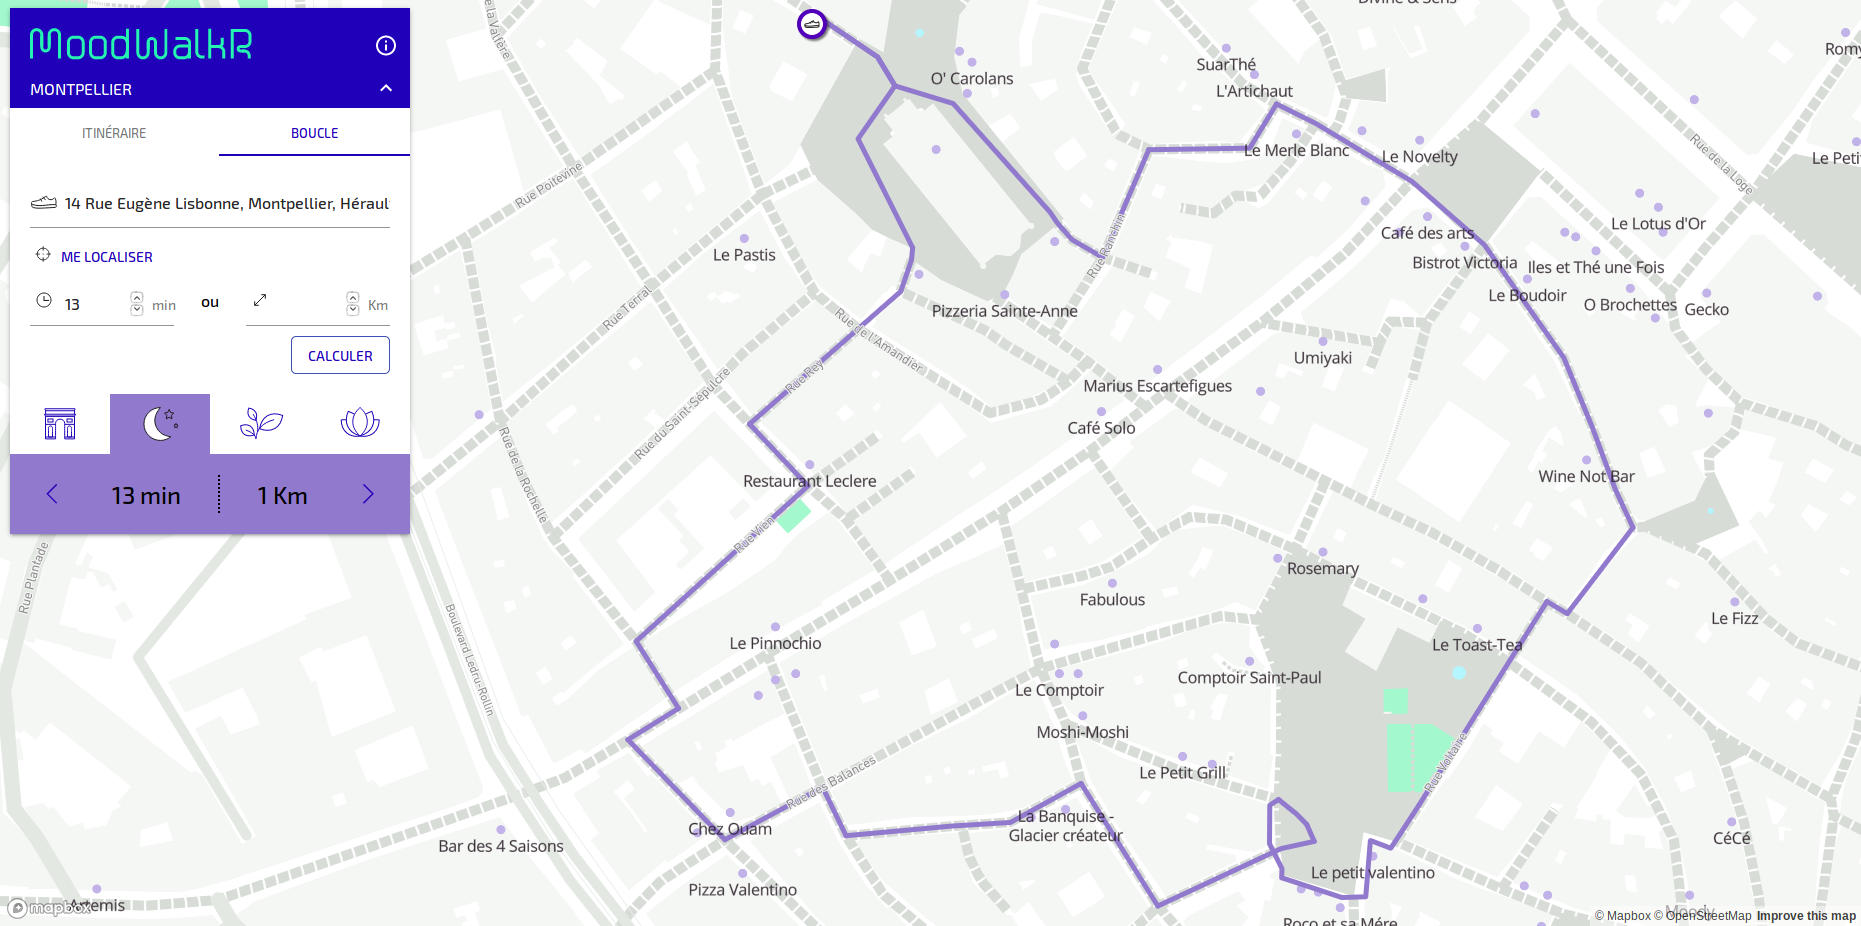 MoodWalkR
MONTPELLIER
ITINÉRAIRE
BOUCLE
14 Rue Eugène Lisbonne, Montpellier, Héraul
ME LOCALISER
13 min ou Km
CALCULER
13 min 1 Km
Divine & Sens
SuarThé
L'Artichaut
O' Carolans
Le Merle Blanc
Le Novelty
Rue de la Loge
Le Lotus d'Or
Café des arts
Bistrot Victoria
Iles et Thé une Fois
Le Boudoir
O Brochettes
Gecko
Rue Poitevine
Le Pastis
Rue Ranchin
Rue Terral
Pizzeria Sainte-Anne
Rue de l'Amandier
Umiyaki
Rue Rey
Marius Escartefigues
Rue du Saint-Sépulcre
Café Solo
Rue de la Rochelle
Restaurant Leclere
Wine Not Bar
Rue Vien
Rue Plantade
Rosemary
Fabulous
Le Fizz
Boulevard Ledru-Rollin
Le Pinnochio
Le Toast-Tea
Comptoir Saint-Paul
Le Comptoir
Moshi-Moshi
Rue Voltaire
Le Petit Grill
Rue des Balances
La Banquise -
Glacier créateur
Chez Ouam
CéCé
Bar des 4 Saisons
Le petit valentino
Pizza Valentino
Artemis
mapbox
Moody
Roco et sa Mére
© Mapbox © OpenStreetMap Improve this map